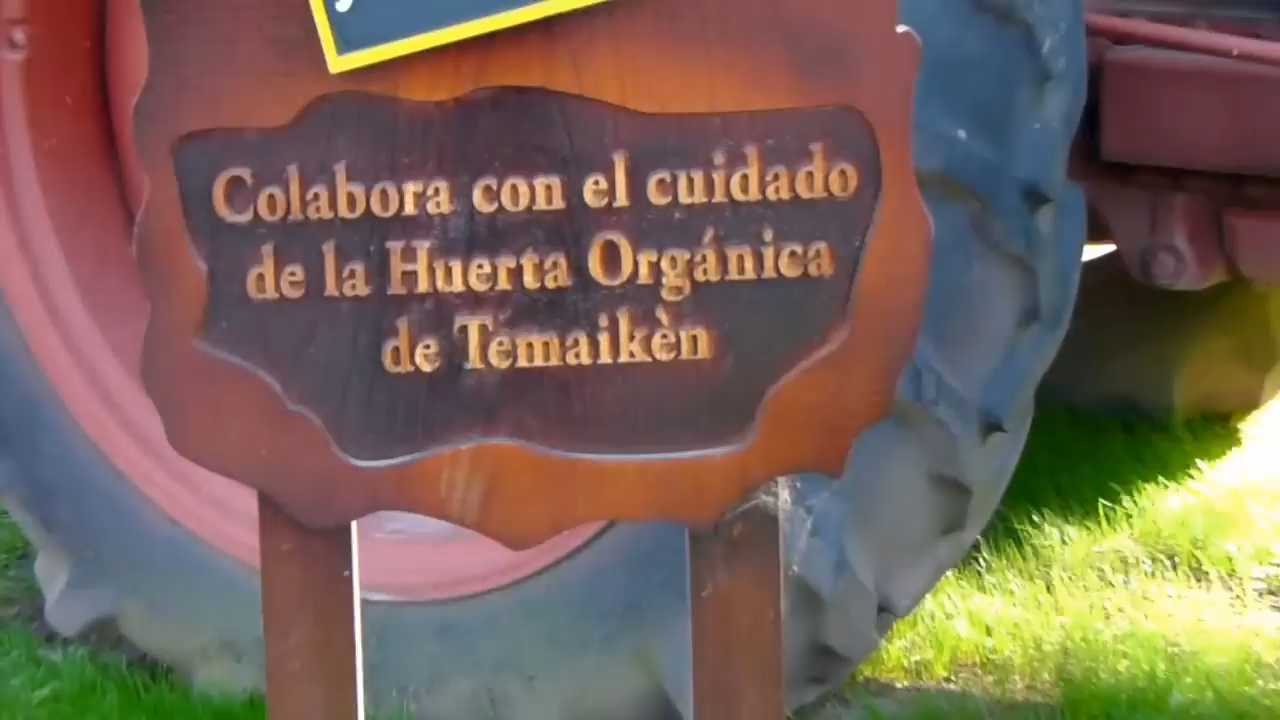 Colabora con el cuidado
de la Huerta Orgánica
de Temaikèn